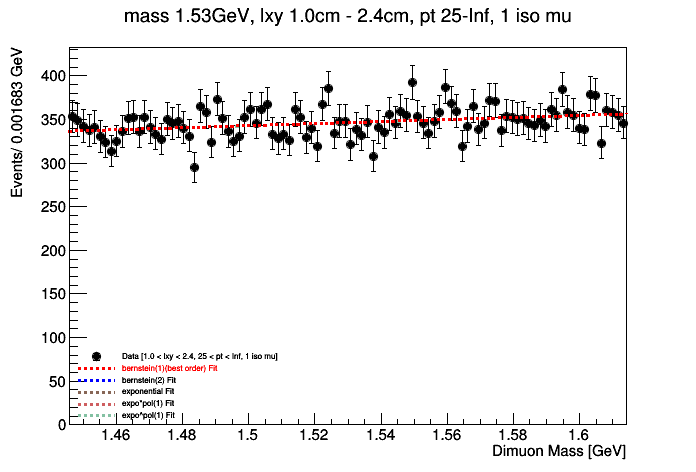 mass 1.53GeV, lxy 1.0cm - 2.4cm, pt 25-Inf, 1 iso mu
Events/ 0.001683 GeV
400
350
300
250
200
150
100
50
0
Data [1.0 < lxy < 2.4, 25 < pt < Inf, 1 iso mu]
bernstein(1)(best order) Fit
bernstein(2) Fit
exponential Fit
expo*pol(1) Fit
expo^pol(1) Fit
1.46 1.48 1.5 1.52 1.54 1.56 1.58 1.6
Dimuon Mass [GeV]